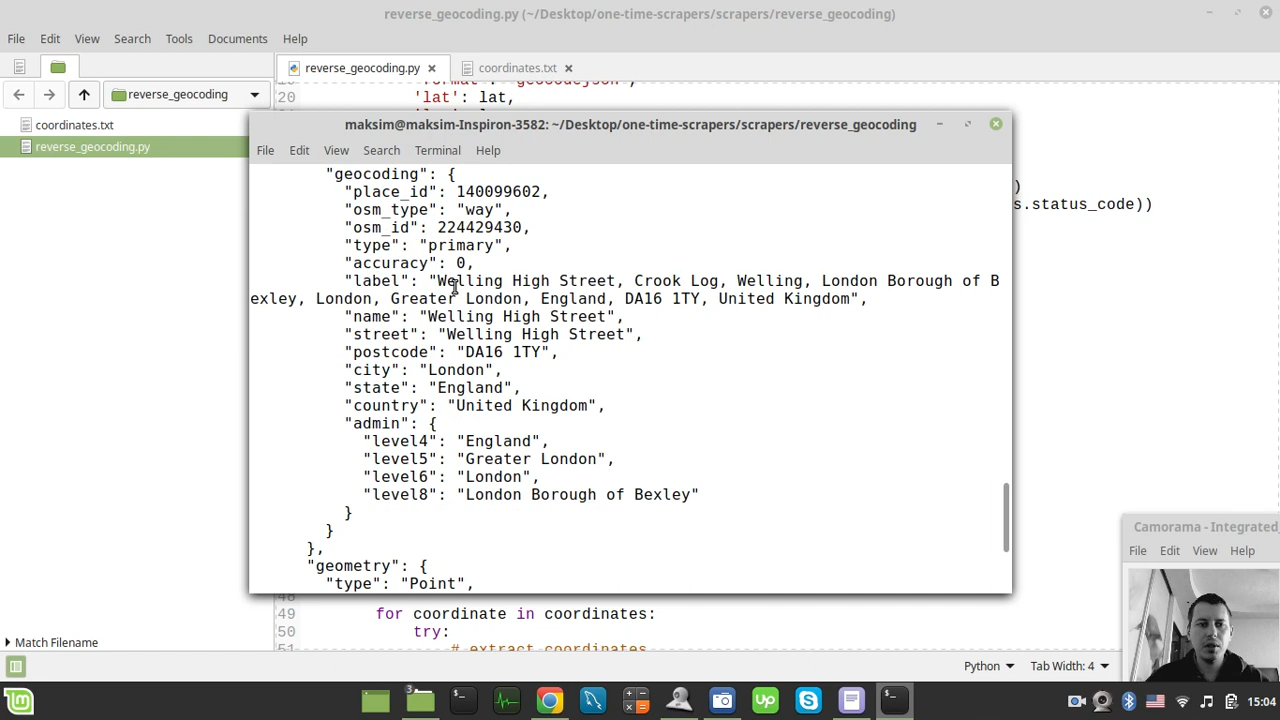 reverse_geocoding.py (~/Desktop/one-time-scrapers/scrapers/reverse_geocoding)
File Edit View Search Tools Documents Help
reverse_geocoding.py coordinates.txt
reverse_geocoding
20 'lat': lat,
coordinates.txt
reverse_geocoding.py
maksim@maksim-Inspiron-3582: ~/Desktop/one-time-scrapers/scrapers/reverse_geocoding
File Edit View Search Terminal Help
"geocoding": {
"place_id": 140099602,
"osm_type": "way",
"osm_id": 224429430,
"type": "primary",
"accuracy": 0,
"label": "Welling High Street, Crook Log, Welling, London Borough of B
exley, London, Greater London, England, DA16 1TY, United Kingdom",
"name": "Welling High Street",
"street": "Welling High Street",
"postcode": "DA16 1TY",
"city": "London",
"state": "England",
"country": "United Kingdom",
"admin": {
"level4": "England",
"level5": "Greater London",
"level6": "London",
"level8": "London Borough of Bexley"
}
}
},
"geometry": {
"type": "Point",
)
s.status_code))
49 for coordinate in coordinates:
50 try:
51 # extract coordinates
Match Filename
Python Tab Width: 4
Camorama - Integrated
File Edit View Help
3
Up
15:04